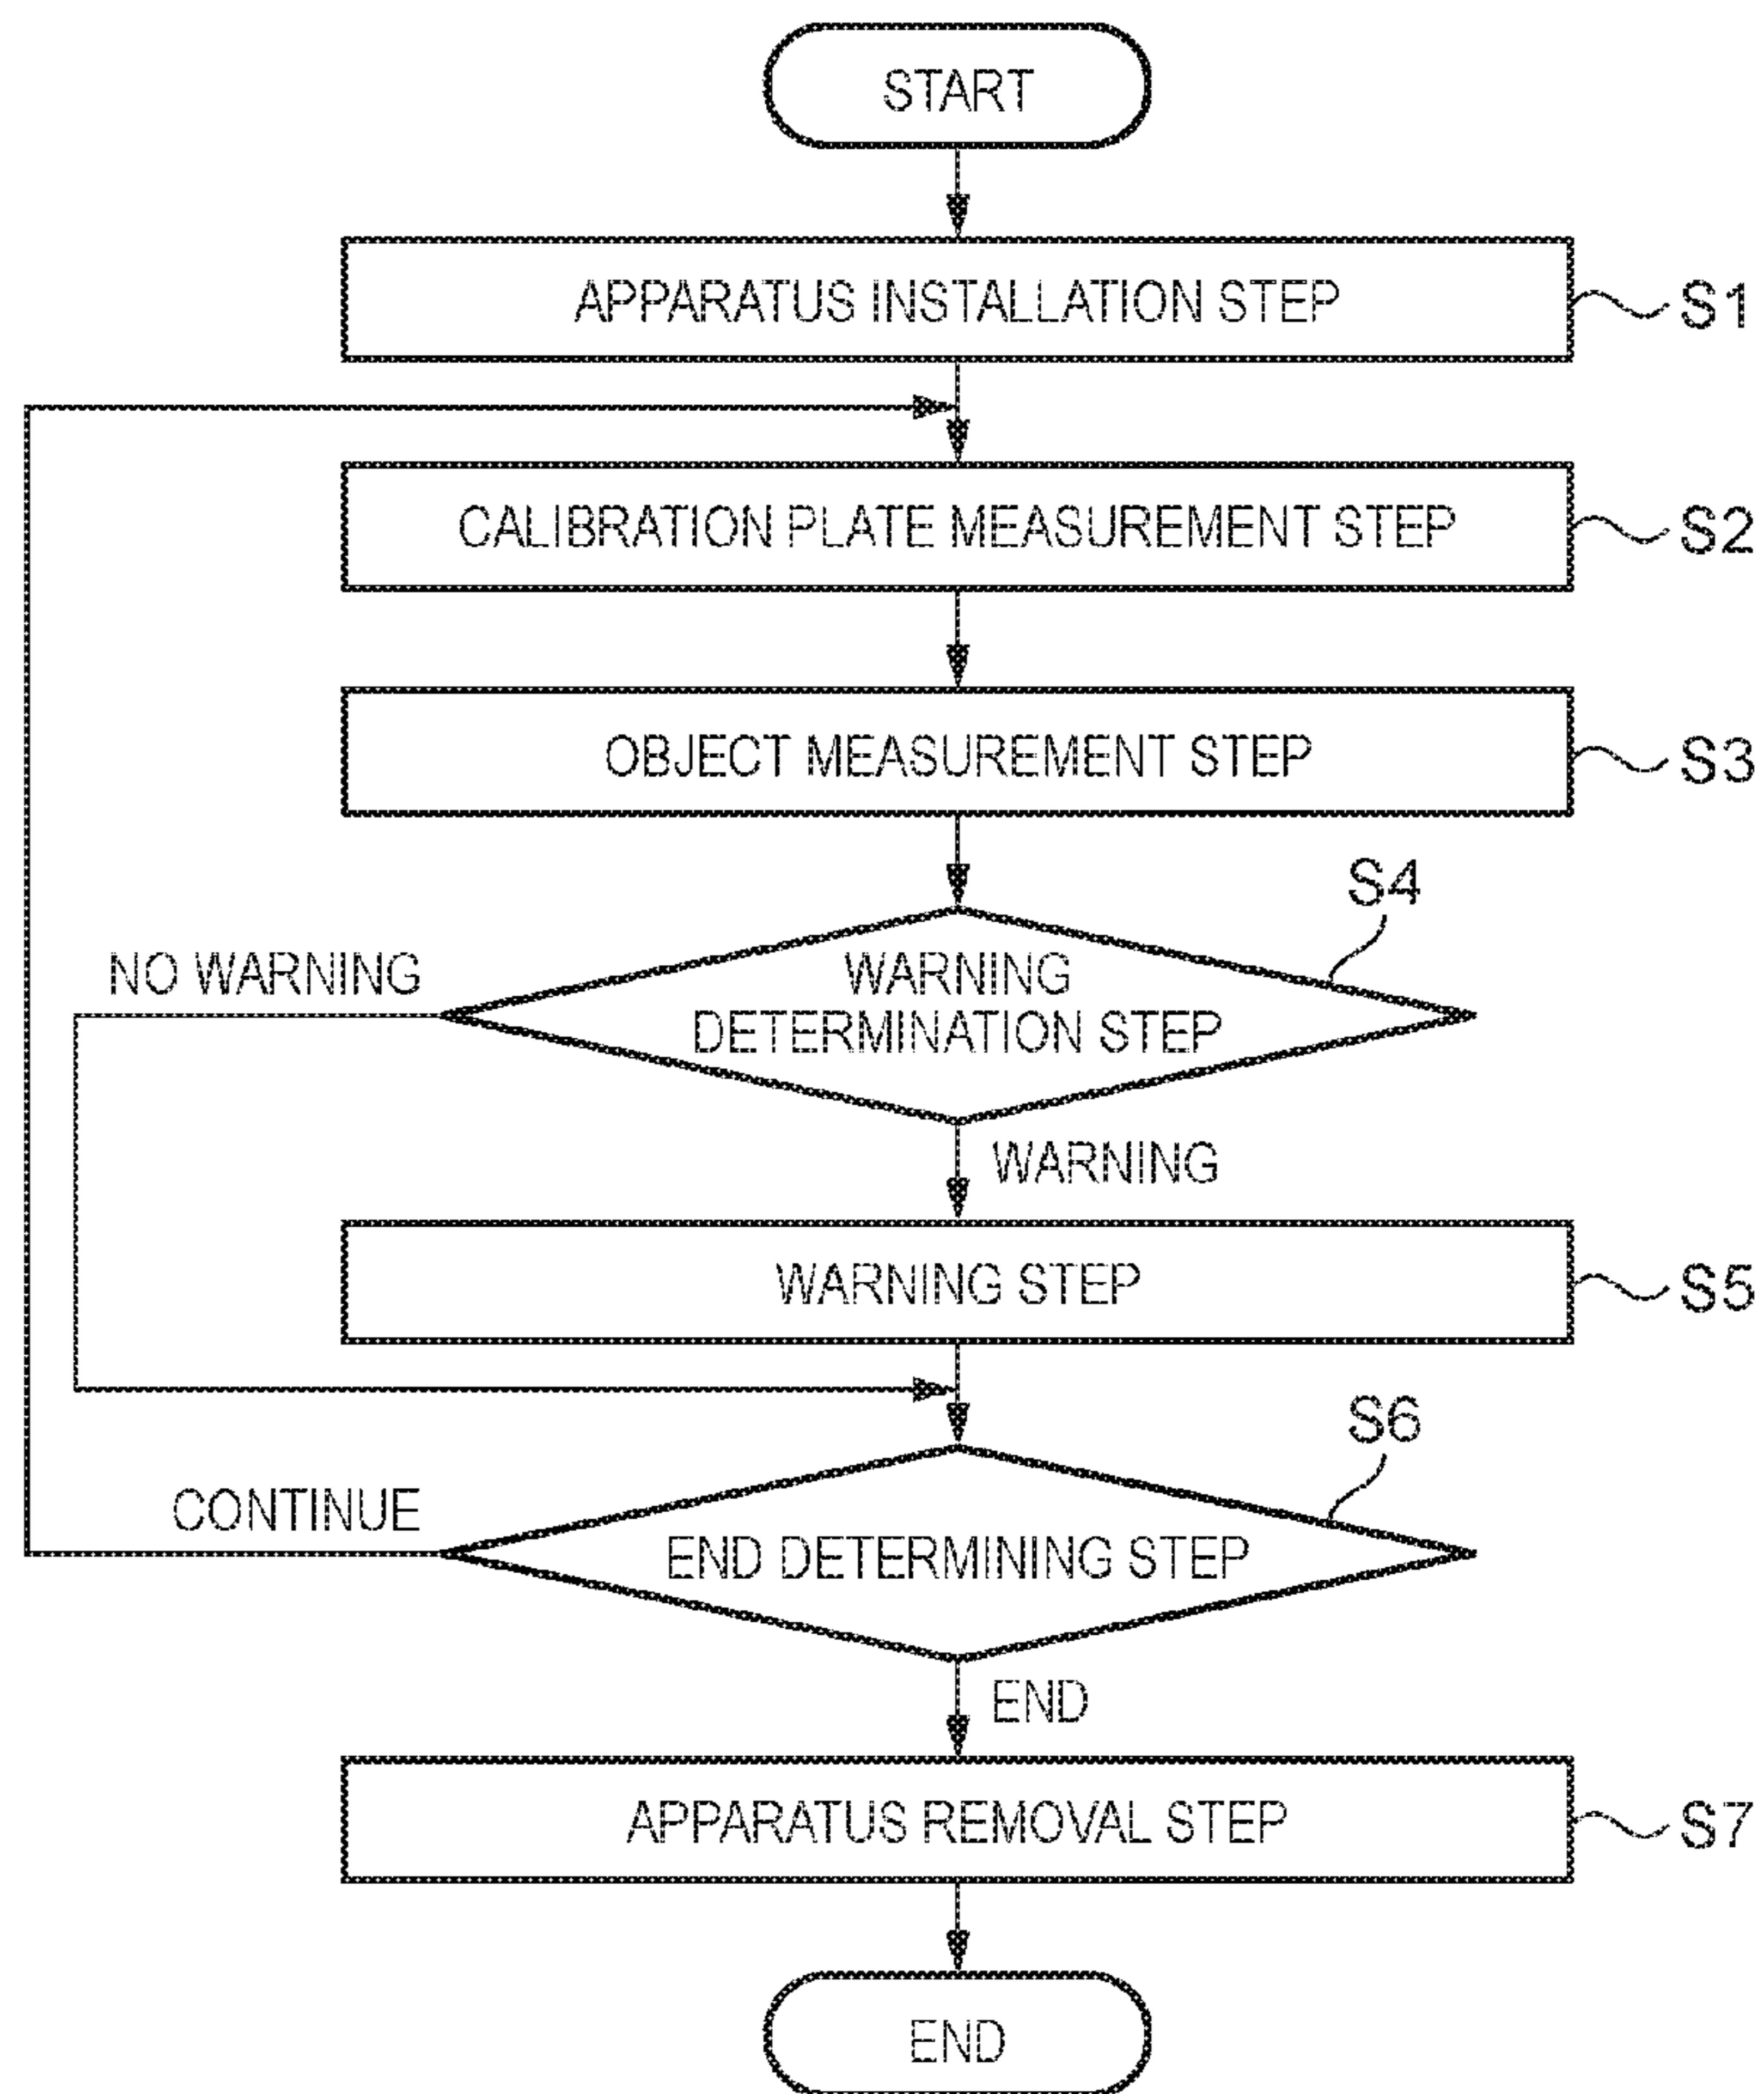 START
APPARATUS INSTALLATION STEP
S1
CALIBRATION PLATE MEASUREMENT STEP
S2
OBJECT MEASUREMENT STEP
S3
S4
NO WARNING
WARNING
DETERMINATION STEP
WARNING
WARNING STEP
S5
S6
CONTINUE
END DETERMINING STEP
END
APPARATUS REMOVAL STEP
S7
END